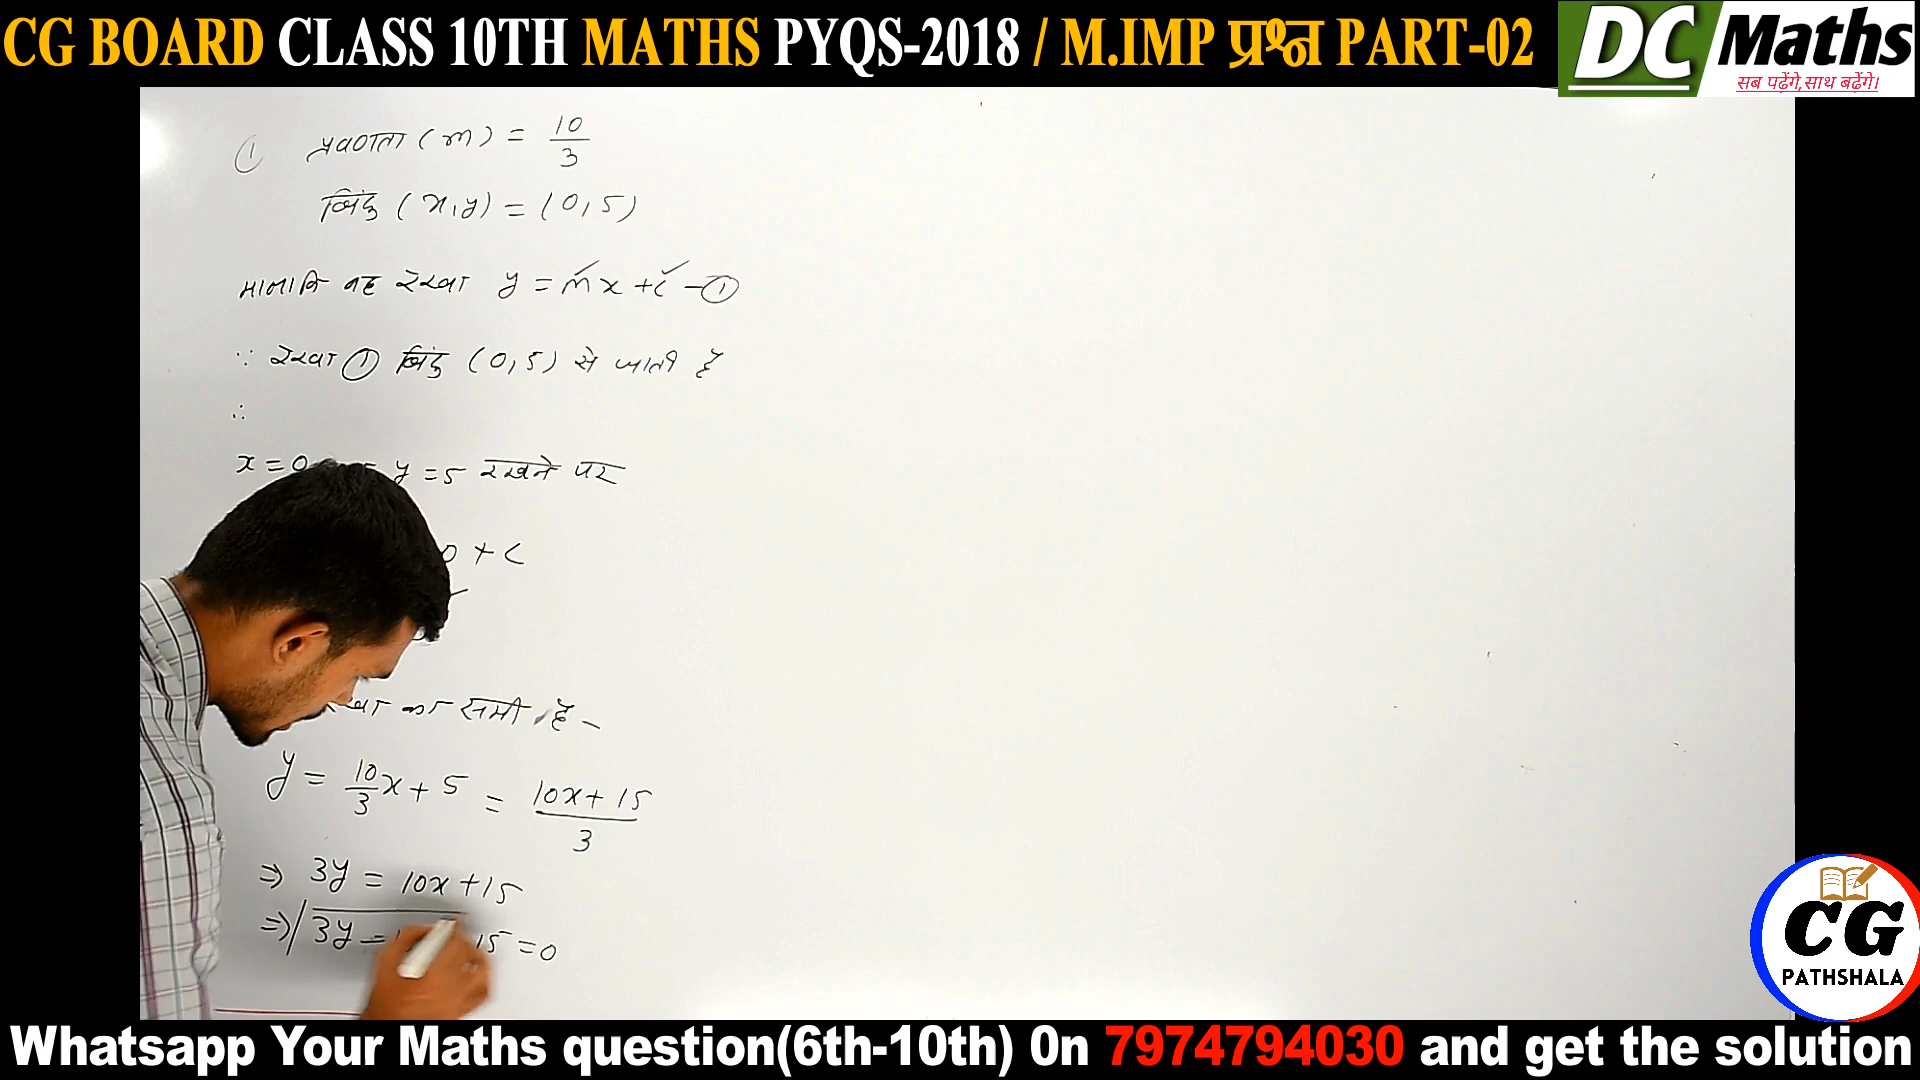 CG BOARD CLASS 10TH MATHS PYQS-2018 / M.IMP प्रश्न PART-02
DC Maths
सब पढ़ेंगे,साथ बढ़ेंगे।
① प्रवणता (m) = 10/3
बिंदु (x,y) = (0,5)
माना कि वह रेखा y = mx + c - ①
∵ रेखा ① बिंदु (0,5) से जाती है
∴
x = 0 y = 5 रखने पर
0 + c
का समी है -
y = 10/3 x + 5 = 10x + 15 / 3
⇒ 3y = 10x + 15
⇒ 3y - 15 = 0
CG
PATHSHALA
Whatsapp Your Maths question(6th-10th) 0n 7974794030 and get the solution